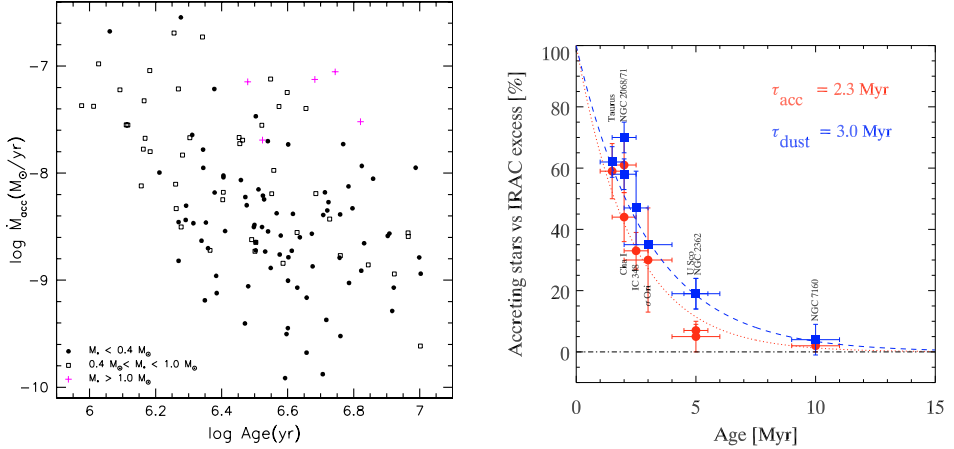 −7
−8
−9
−10
log Ṁacc(M⊙/yr)
M* < 0.4 M⊙
0.4 M⊙< M* < 1.0 M⊙
M* > 1.0 M⊙
6 6.2 6.4 6.6 6.8 7
log Age(yr)
100
80
60
40
20
0
Accreting stars vs IRAC excess [%]
τacc = 2.3 Myr
τdust = 3.0 Myr
Taurus
NGC 2068/71
Cha I
IC 348
σ Ori
U Sco
NGC 2362
NGC 7160
0 5 10 15
Age [Myr]